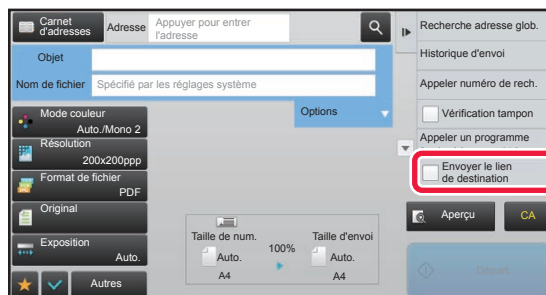 Carnet
d'adresses
Adresse
Appuyer pour entrer
l'adresse
Objet
Nom de fichier
Spécifié par les réglages système
Options
Mode couleur
Auto./Mono 2
Résolution
200x200ppp
Format de fichier
PDF
Original
Exposition
Auto.
Autres
Taille de num.
Auto.
A4
100%
Taille d'envoi
Auto.
A4
Recherche adresse glob.
Historique d'envoi
Appeler numéro de rech.
Vérification tampon
Appeler un programme
Envoyer le lien
de destination
Aperçu
CA
Départ